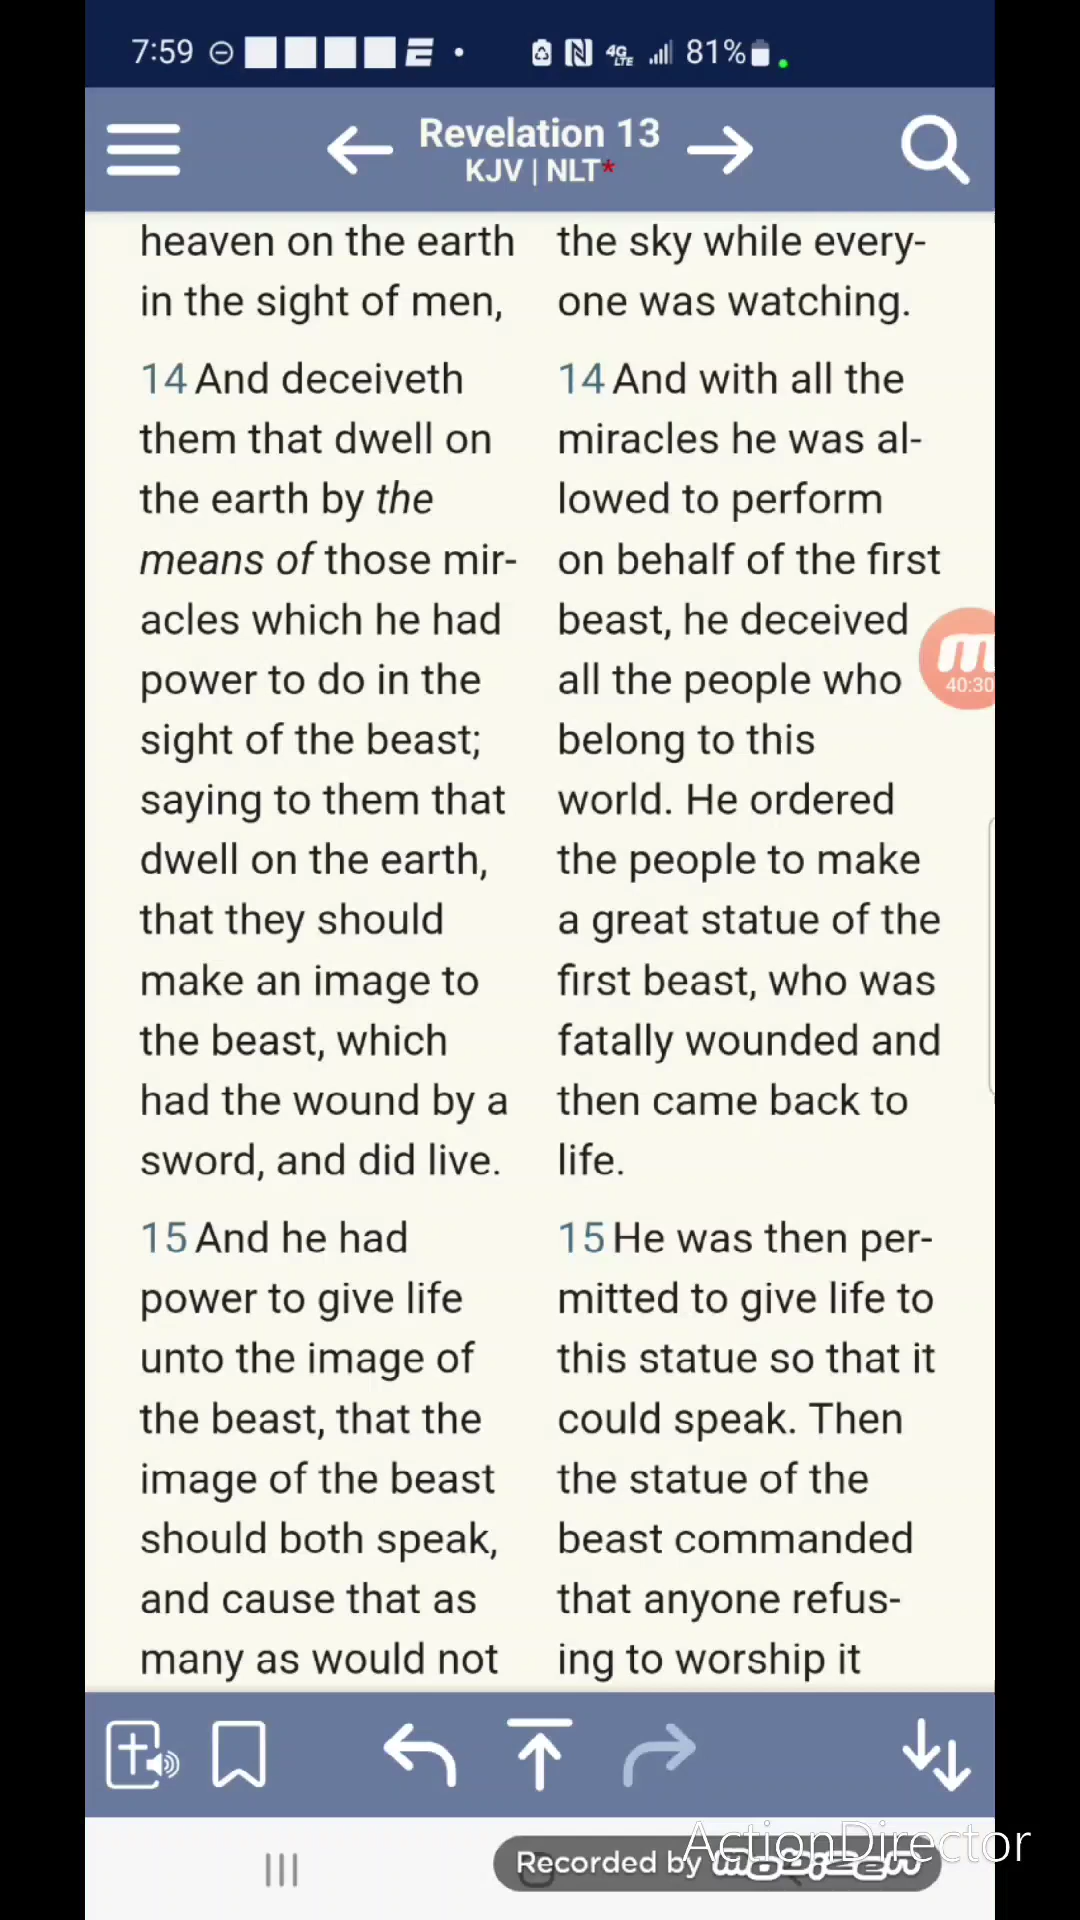 7:59 4G LTE 81%
Revelation 13
KJV | NLT*
heaven on the earth
in the sight of men,
14 And deceiveth
them that dwell on
the earth by the
means of those mir-
acles which he had
power to do in the
sight of the beast;
saying to them that
dwell on the earth,
that they should
make an image to
the beast, which
had the wound by a
sword, and did live.
15 And he had
power to give life
unto the image of
the beast, that the
image of the beast
should both speak,
and cause that as
many as would not
the sky while every-
one was watching.
14 And with all the
miracles he was al-
lowed to perform
on behalf of the first
beast, he deceived
all the people who
belong to this
world. He ordered
the people to make
a great statue of the
first beast, who was
fatally wounded and
then came back to
life.
15 He was then per-
mitted to give life to
this statue so that it
could speak. Then
the statue of the
beast commanded
that anyone refus-
ing to worship it
m
40:30
ActionDirector
Recorded by mobizen